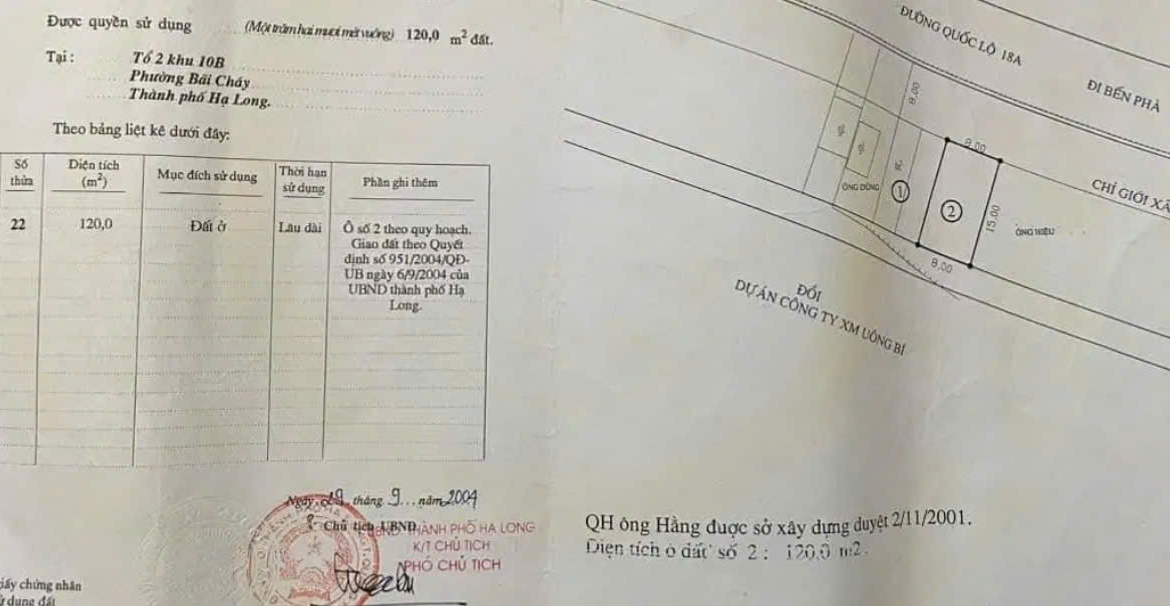 Được quyền sử dụng ........ (Một trăm hai mươi mét vuông) 120,0 m² đất.
Tại: Tổ 2 khu 10B
Phường Bãi Cháy
Thành phố Hạ Long.
Theo bảng liệt kê dưới đây:
Số thửa
Diện tích (m²)
Mục đích sử dụng
Thời hạn sử dụng
Phần ghi thêm
22
120,0
Đất ở
Lâu dài
Ô số 2 theo quy hoạch.
Giao đất theo Quyết
định số 951/2004/QĐ-
UB ngày 6/9/2004 của
UBND thành phố Hạ
Long.
Ngày 29 tháng 9 năm 2004
Chủ tịch UBND
THÀNH PHỐ HẠ LONG
K/T CHỦ TỊCH
PHÓ CHỦ TỊCH
giấy chứng nhân
ử dụng đất
ĐƯỜNG QUỐC LỘ 18A
ĐI BẾN PHÀ
8,00
8,00
CHỈ GIỚI XÂ
ÔNG DŨNG
1
2
15,00
ÔNG HIỆU
8,00
ĐỒI
DỰ ÁN CÔNG TY XM UÔNG BÍ
QH ông Hằng được sở xây dựng duyệt 2/11/2001.
Diện tích ô đất số 2 : 120,0 m2.